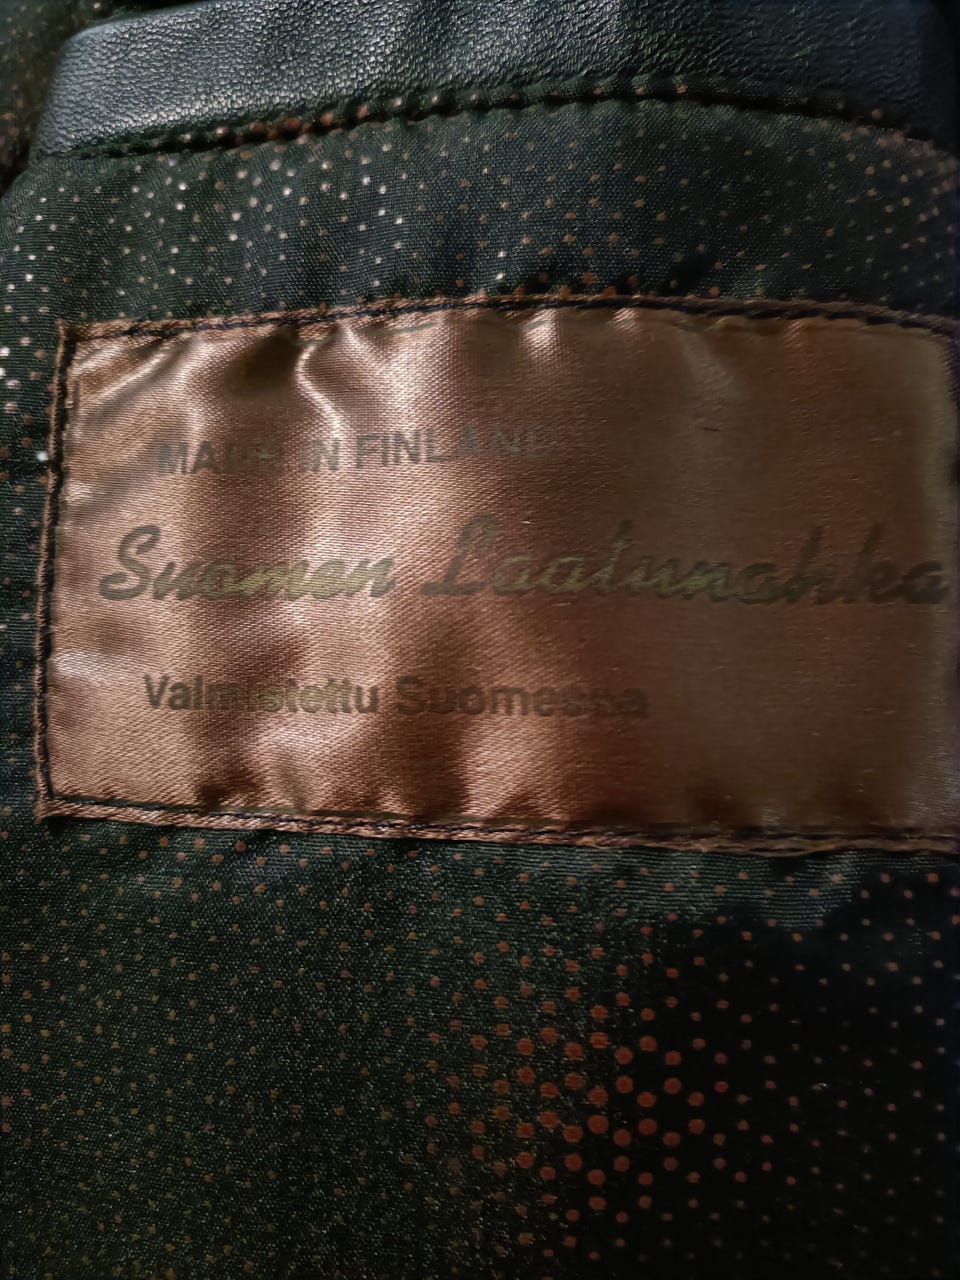 MADE IN FINLAND
Suomen Laatunahka
Valmistettu Suomessa